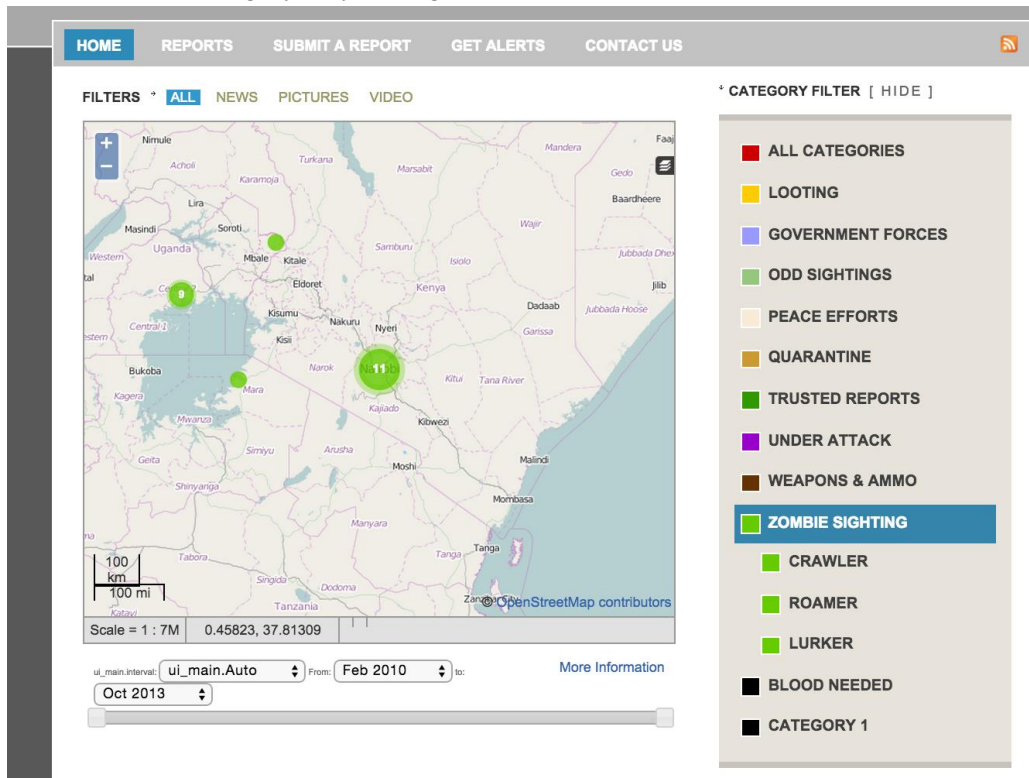 HOME REPORTS SUBMIT A REPORT GET ALERTS CONTACT US
FILTERS ALL NEWS PICTURES VIDEO
CATEGORY FILTER [ HIDE ]
+
−
Nimule
Faaj
Mandera
Acholi
Turkana
Marsabit
Gedo
Karamoja
Baardheere
Lira
Wajir
Masindi
Soroti
Uganda
Samburu
Western
Mbale
Kitale
Isiolo
Jubbada Dhex
tal
Eldoret
Kenya
Jilib
9
Kisumu
Dadaab
Jubbada Hoose
Central 1
Nakuru
Nyeri
Garissa
stern
Kisii
Bukoba
Narok
11
Kitui
Tana River
Kagera
Mara
Kajiado
Mwanza
Kibwezi
Simiyu
Arusha
Geita
Moshi
Malindi
Shinyanga
Mombasa
Manyara
na
Tabora
Tanga
Tanga
100
km
100 mi
Singida
Dodoma
Katavi
Tanzania
© OpenStreetMap contributors
Scale = 1 : 7M 0.45823, 37.81309
ui_main.interval: ui_main.Auto From: Feb 2010 to:
Oct 2013
More Information
ALL CATEGORIES
LOOTING
GOVERNMENT FORCES
ODD SIGHTINGS
PEACE EFFORTS
QUARANTINE
TRUSTED REPORTS
UNDER ATTACK
WEAPONS & AMMO
ZOMBIE SIGHTING
CRAWLER
ROAMER
LURKER
BLOOD NEEDED
CATEGORY 1